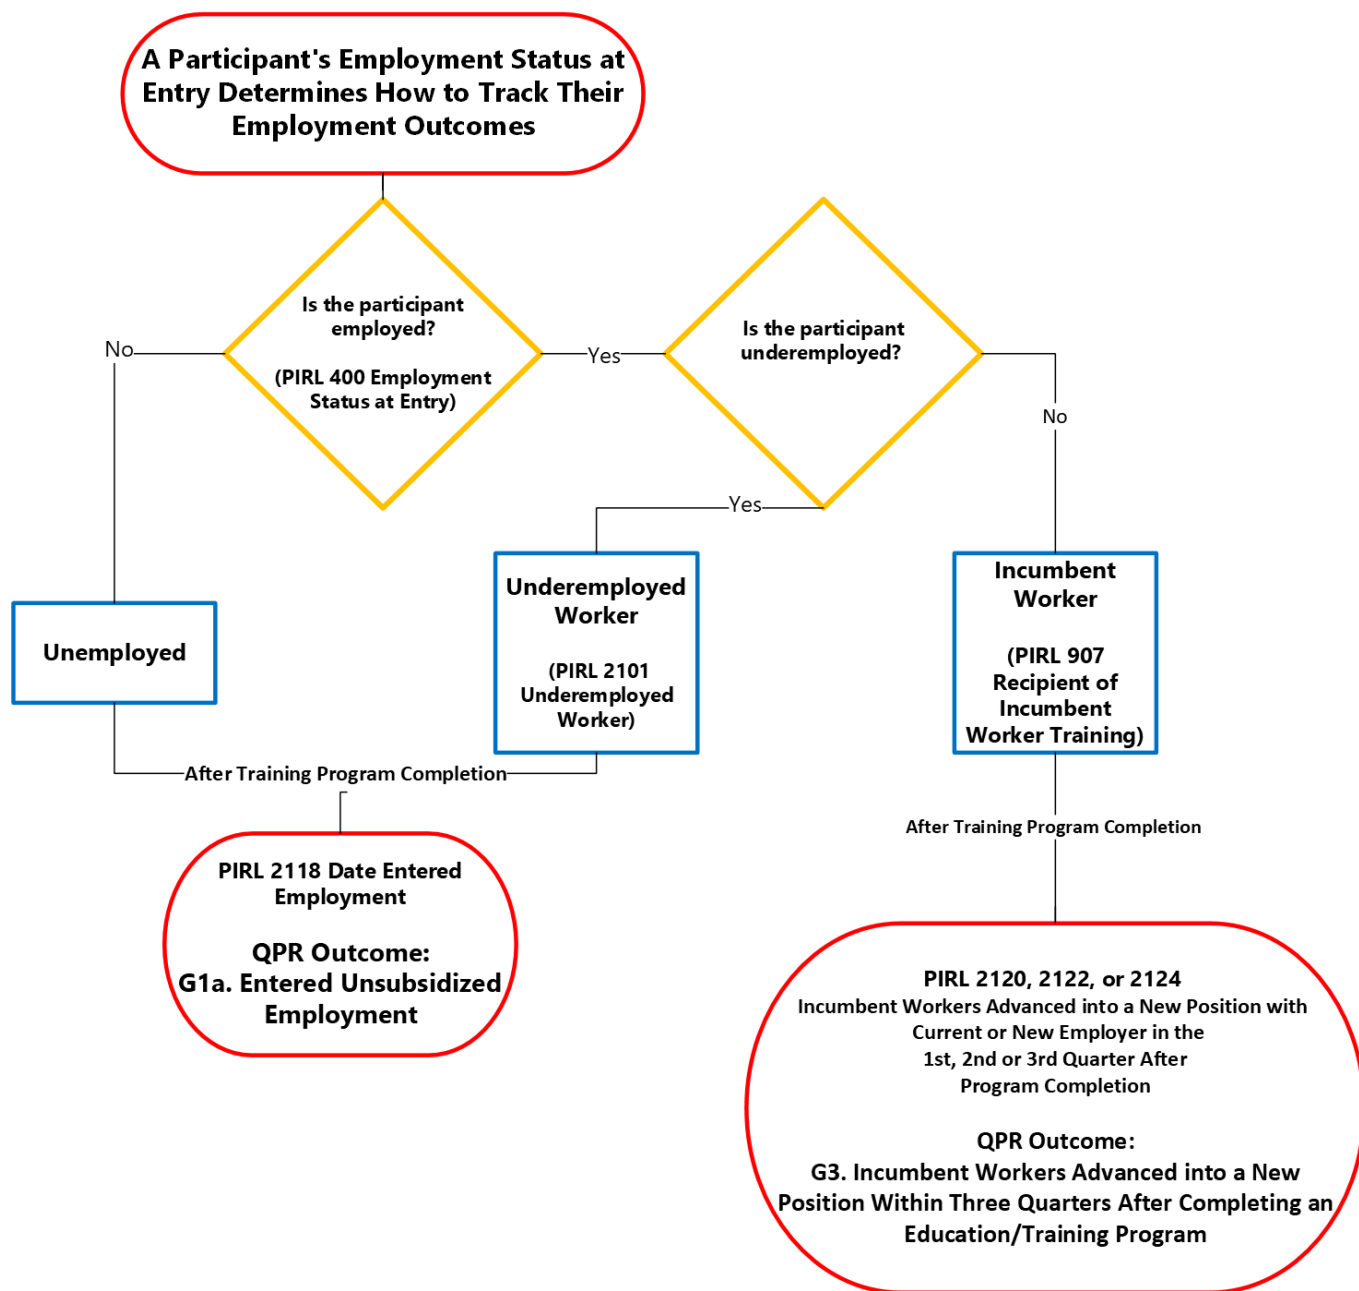 A Participant's Employment Status at
Entry Determines How to Track Their
Employment Outcomes
Is the participant
employed?
(PIRL 400 Employment
Status at Entry)
No
Yes
Is the participant
underemployed?
No
Yes
Unemployed
Underemployed
Worker
(PIRL 2101
Underemployed
Worker)
Incumbent
Worker
(PIRL 907
Recipient of
Incumbent
Worker Training)
After Training Program Completion
After Training Program Completion
PIRL 2118 Date Entered
Employment
QPR Outcome:
G1a. Entered Unsubsidized
Employment
PIRL 2120, 2122, or 2124
Incumbent Workers Advanced into a New Position with
Current or New Employer in the
1st, 2nd or 3rd Quarter After
Program Completion
QPR Outcome:
G3. Incumbent Workers Advanced into a New
Position Within Three Quarters After Completing an
Education/Training Program